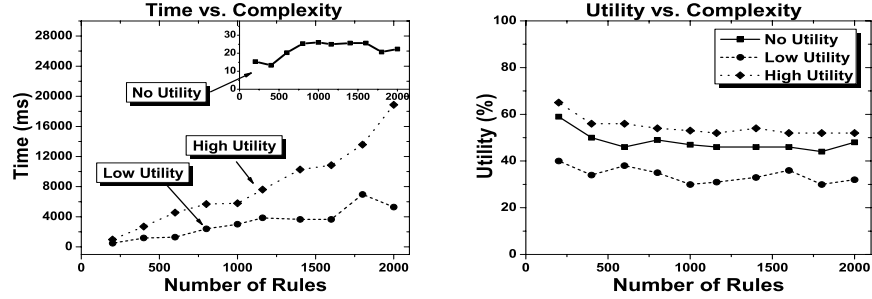 Time vs. Complexity
28000
24000
20000
16000
12000
8000
4000
0
Time (ms)
30
20
10
0
0
500
1000
1500
2000
No Utility
High Utility
Low Utility
0
500
1000
1500
2000
Number of Rules
Utility vs. Complexity
100
80
60
40
20
0
Utility (%)
No Utility
Low Utility
High Utility
0
500
1000
1500
2000
Number of Rules